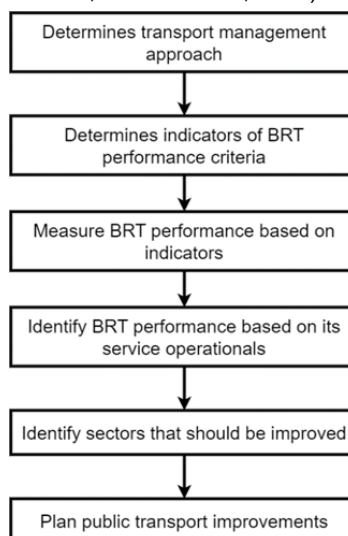 Determines transport management
approach
Determines indicators of BRT
performance criteria
Measure BRT performance based on
indicators
Identify BRT performance based on its
service operationals
Identify sectors that should be improved
Plan public transport improvements